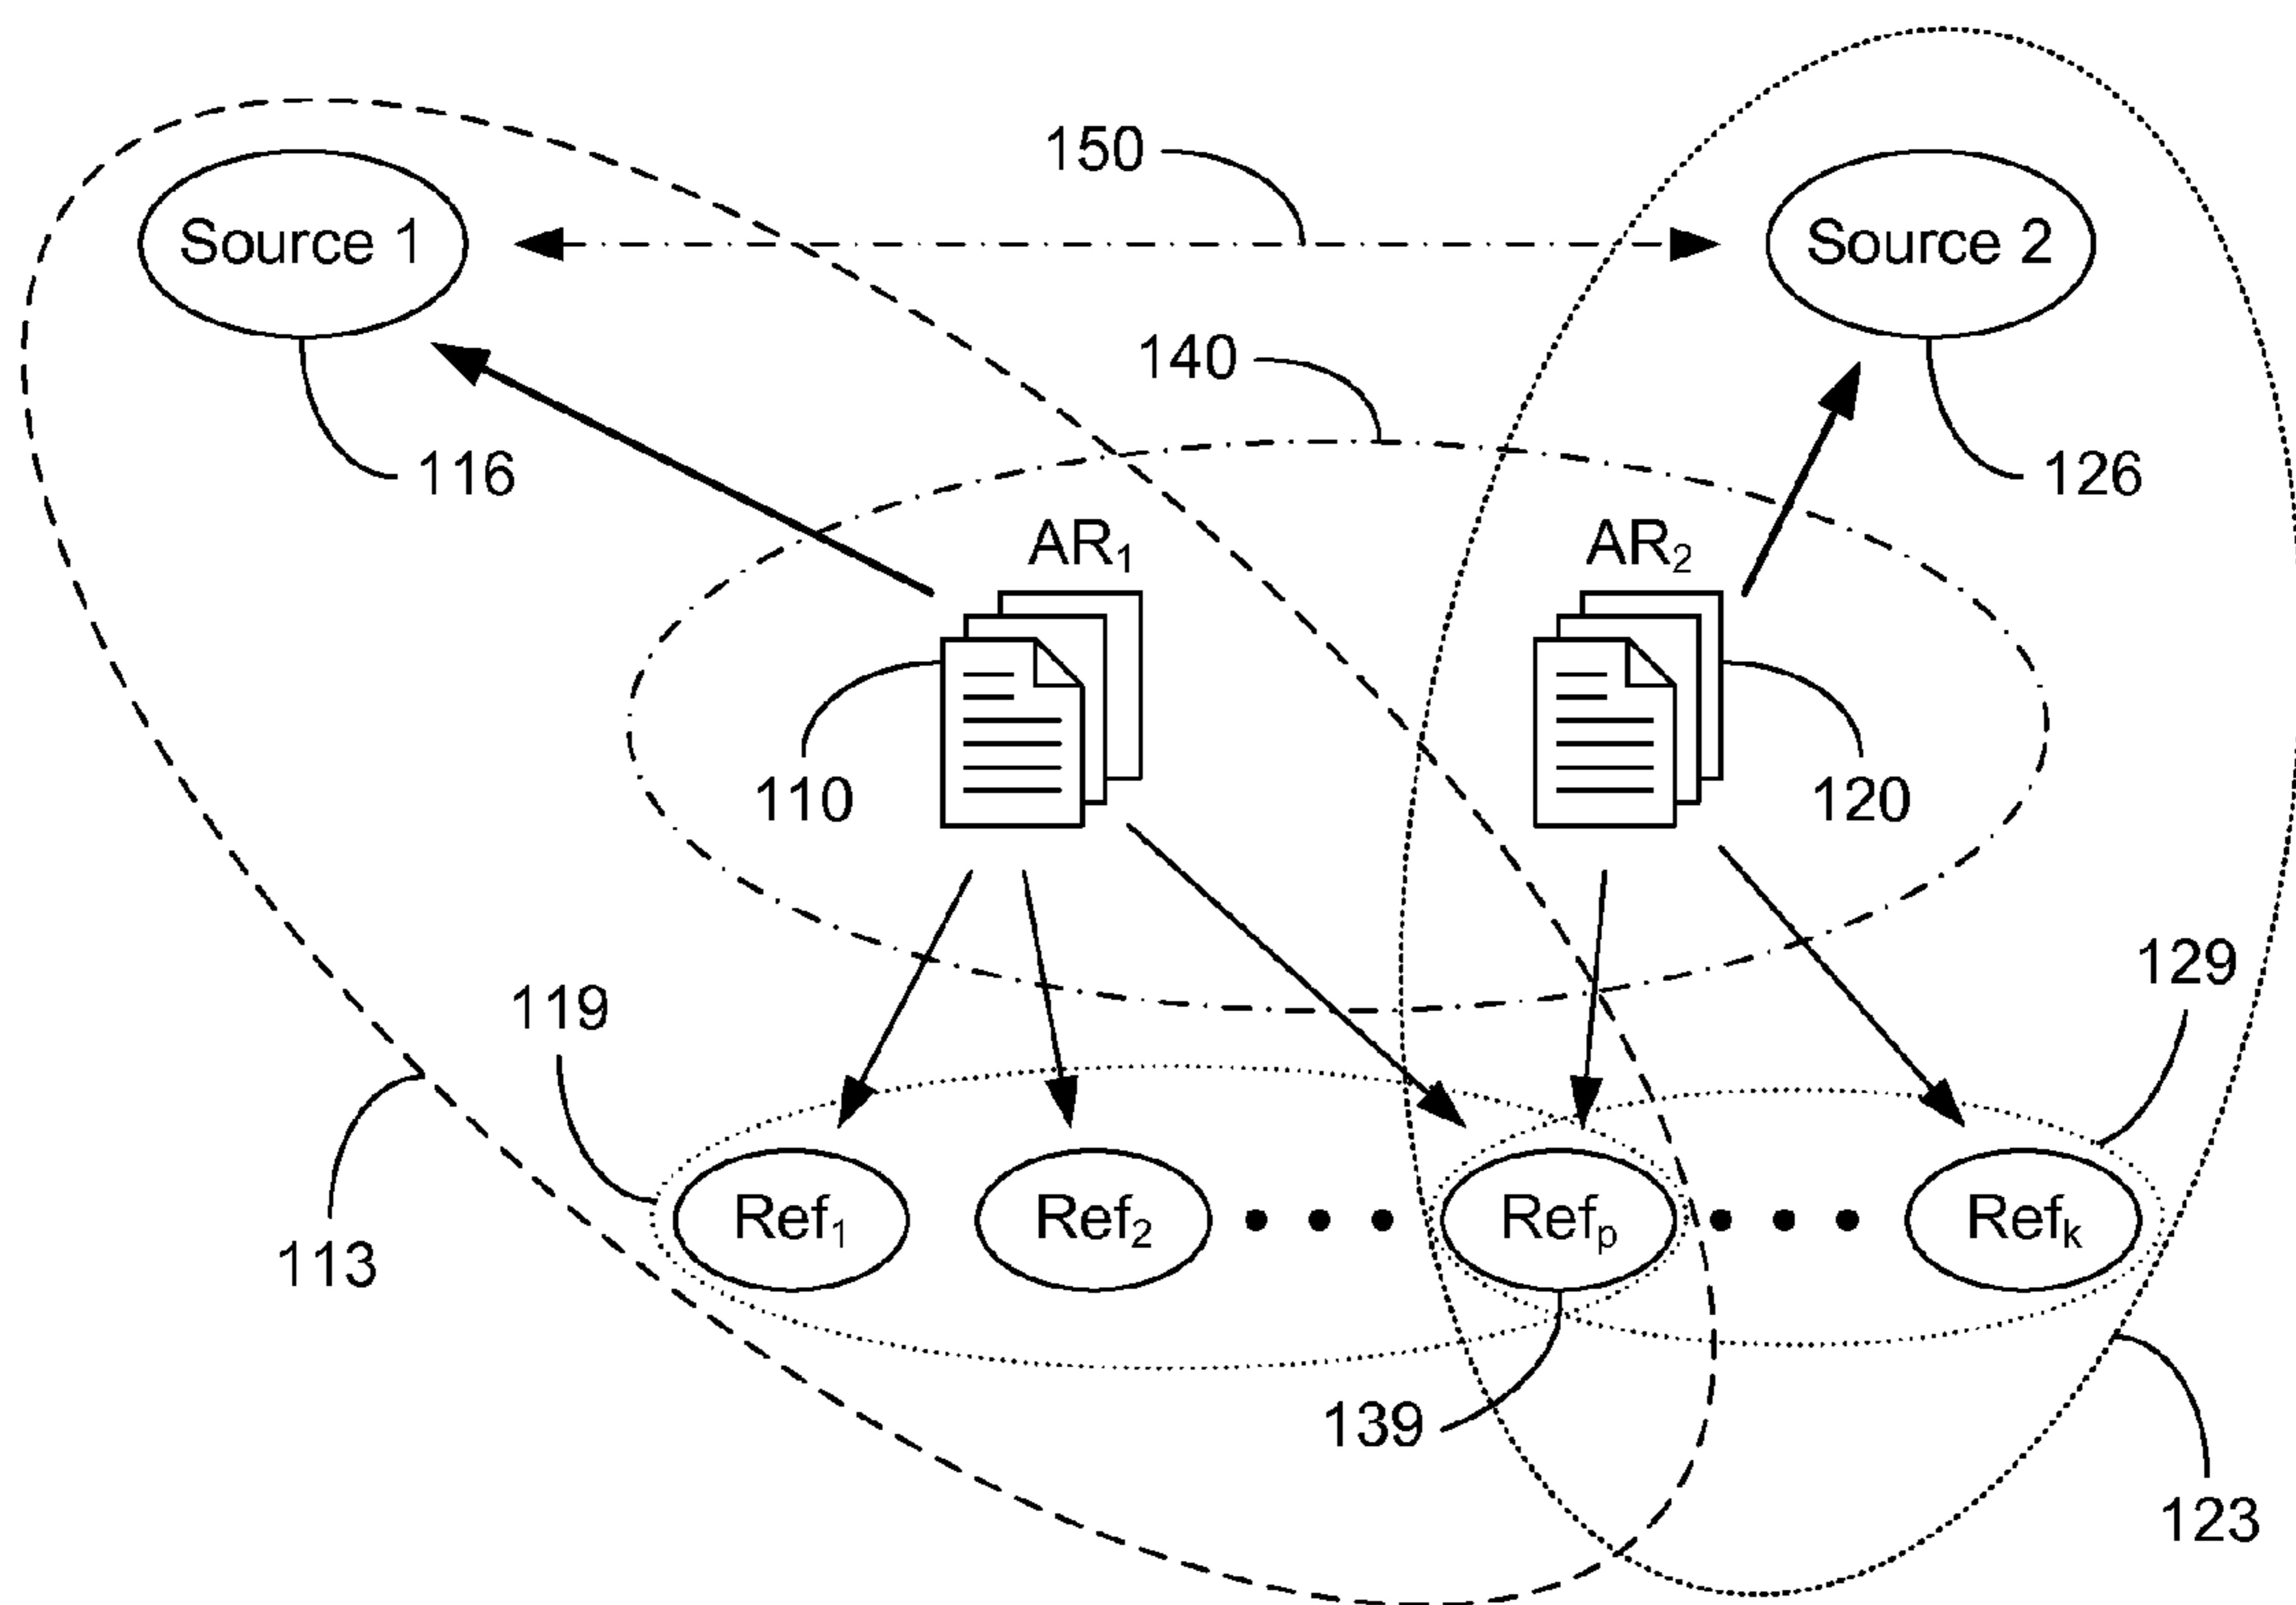 150
Source 1
Source 2
140
116
126
AR₁
AR₂
110
120
129
119
Ref₁
Ref₂
Refₚ
Refₖ
113
139
123